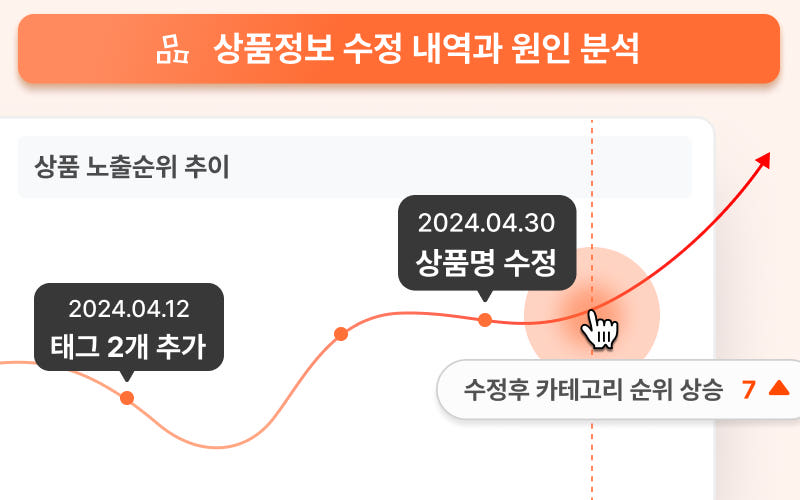 상품정보 수정 내역과 원인 분석
상품 노출순위 추이
2024.04.30
상품명 수정
2024.04.12
태그 2개 추가
수정후 카테고리 순위 상승 7 ▲